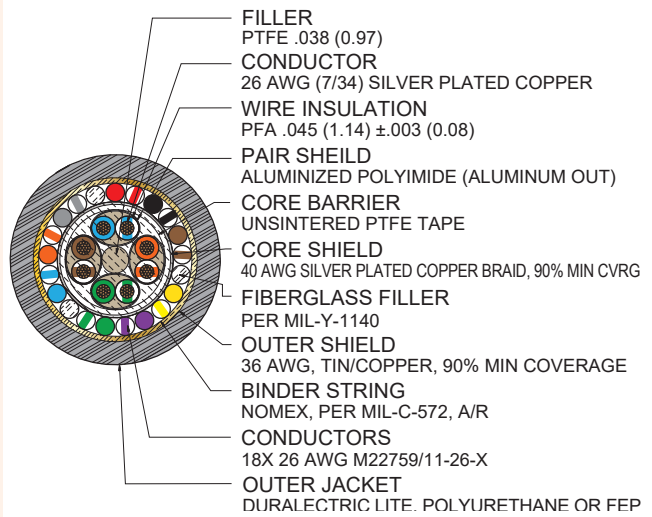 FILLER
PTFE .038 (0.97)
CONDUCTOR
26 AWG (7/34) SILVER PLATED COPPER
WIRE INSULATION
PFA .045 (1.14) ±.003 (0.08)
PAIR SHEILD
ALUMINIZED POLYIMIDE (ALUMINUM OUT)
CORE BARRIER
UNSINTERED PTFE TAPE
CORE SHIELD
40 AWG SILVER PLATED COPPER BRAID, 90% MIN CVRG
FIBERGLASS FILLER
PER MIL-Y-1140
OUTER SHIELD
36 AWG, TIN/COPPER, 90% MIN COVERAGE
BINDER STRING
NOMEX, PER MIL-C-572, A/R
CONDUCTORS
18X 26 AWG M22759/11-26-X
OUTER JACKET
DURALECTRIC LITE, POLYURETHANE OR FEP